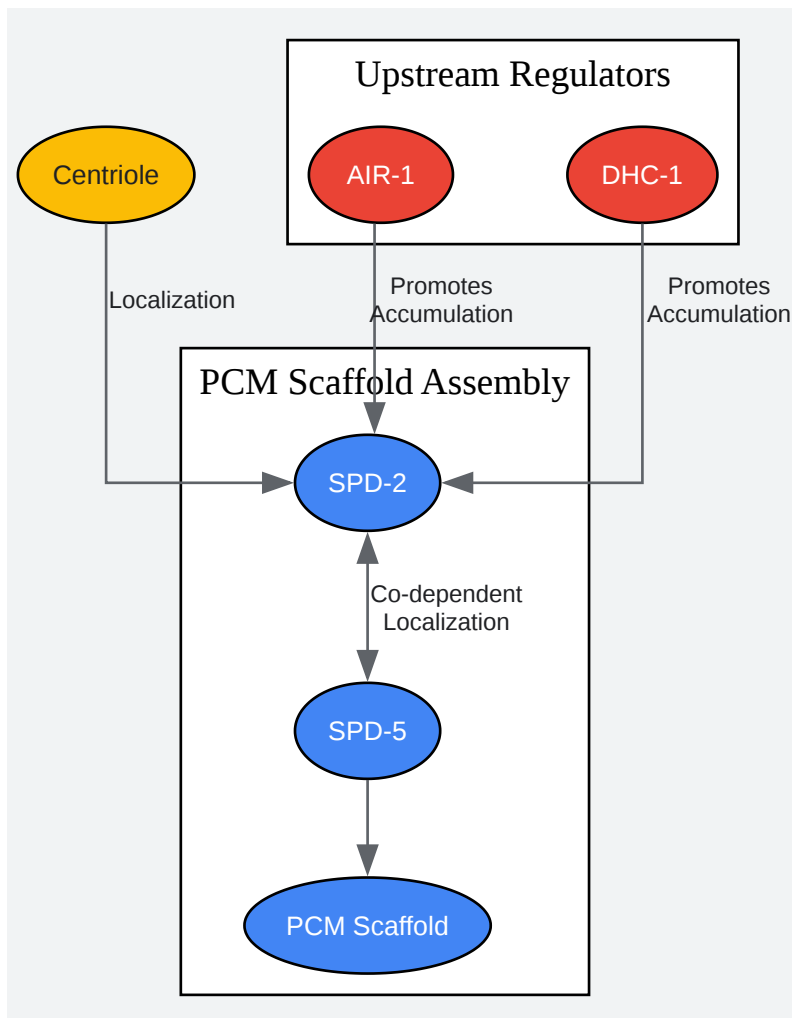 Upstream Regulators
Centriole
AIR-1
DHC-1
Localization
Promotes
Accumulation
Promotes
Accumulation
PCM Scaffold Assembly
SPD-2
Co-dependent
Localization
SPD-5
PCM Scaffold